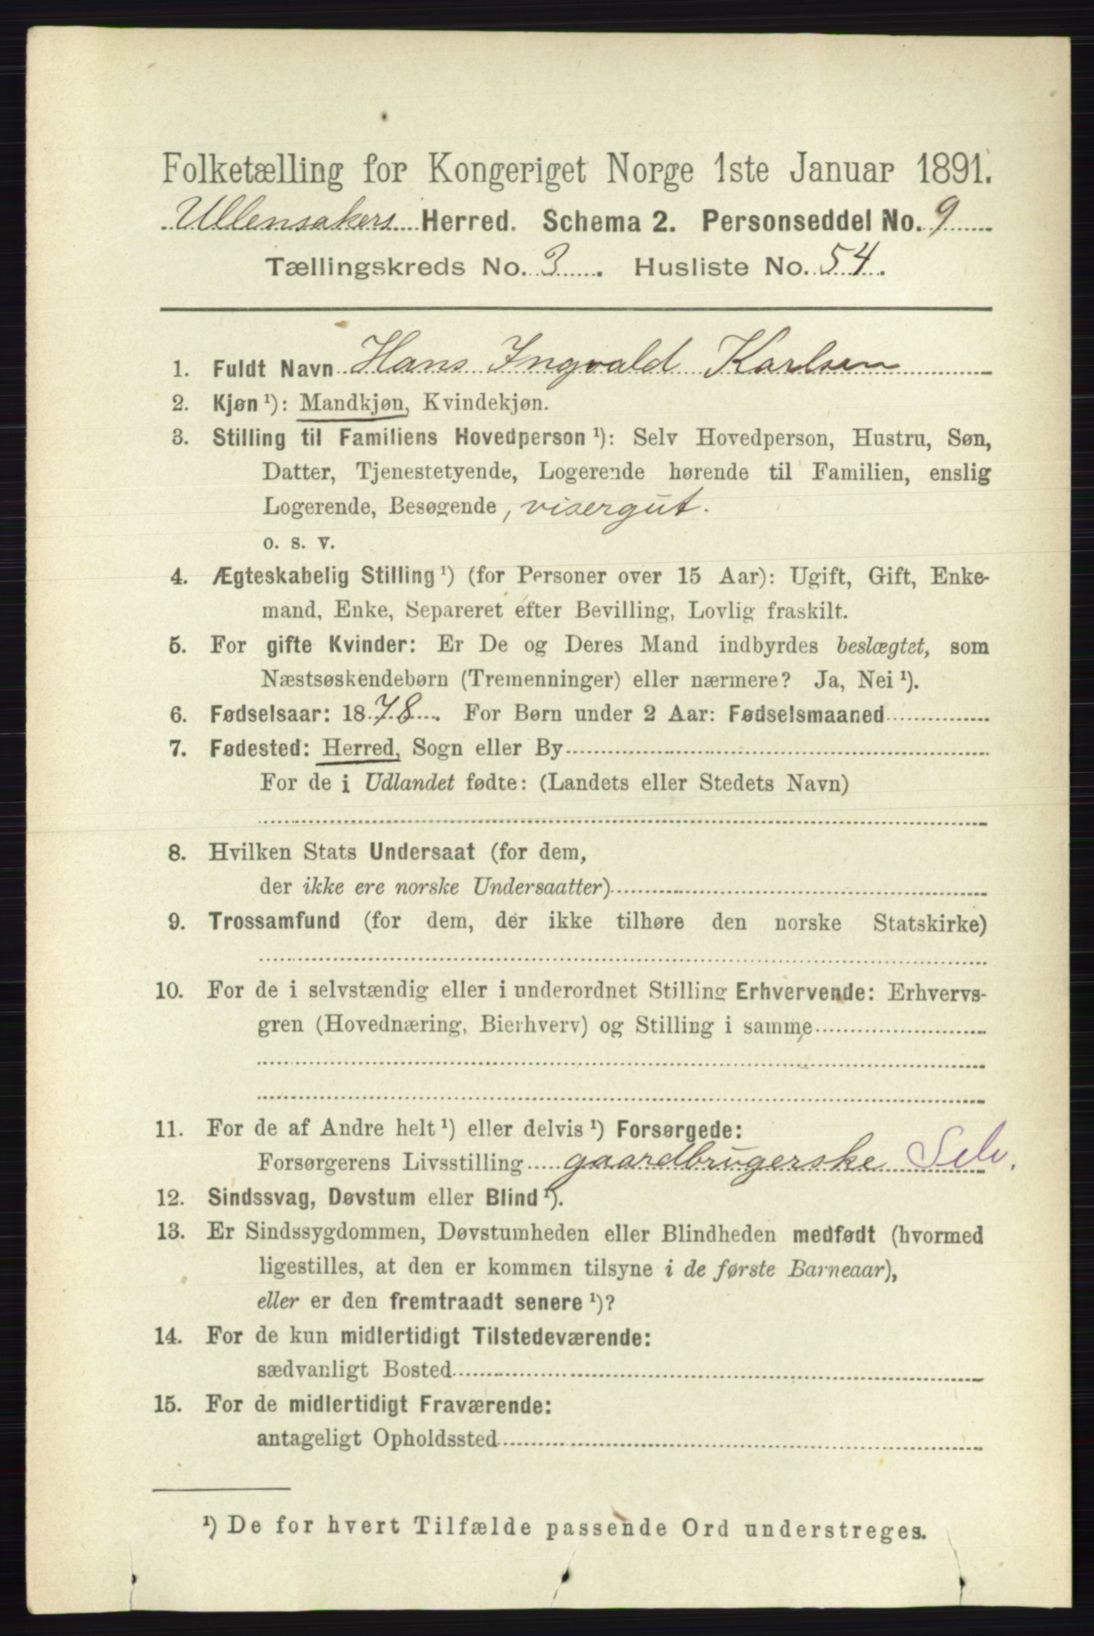 Folketælling for Kongeriget Norge 1ste Januar 1891.
Ullensakers Herred. Schema 2. Personseddel No. 9
Tællingskreds No. 3. Husliste No. 54.
1. Fuldt Navn Hans Ingvald Karlsen
2. Kjøn ¹): Mandkjøn, Kvindekjøn.
3. Stilling til Familiens Hovedperson ¹): Selv Hovedperson, Hustru, Søn,
Datter, Tjenestetyende, Logerende hørende til Familien, enslig
Logerende, Besøgende, visergut.
o. s. v.
4. Ægteskabelig Stilling ¹) (for Personer over 15 Aar): Ugift, Gift, Enke-
mand, Enke, Separeret efter Bevilling, Lovlig fraskilt.
5. For gifte Kvinder: Er De og Deres Mand indbyrdes beslægtet, som
Næstsøskendebørn (Tremenninger) eller nærmere? Ja, Nei ¹).
6. Fødselsaar: 1878. For Børn under 2 Aar: Fødselsmaaned
7. Fødested: Herred, Sogn eller By
For de i Udlandet fødte: (Landets eller Stedets Navn)
8. Hvilken Stats Undersaat (for dem,
der ikke ere norske Undersaatter)
9. Trossamfund (for dem, der ikke tilhøre den norske Statskirke)
10. For de i selvstændig eller i underordnet Stilling Erhvervende: Erhvervs-
gren (Hovednæring, Bierhverv) og Stilling i samme
11. For de af Andre helt ¹) eller delvis ¹) Forsørgede:
Forsørgerens Livsstilling gaardbrugerske Selv.
12. Sindssvag, Døvstum eller Blind ¹).
13. Er Sindssygdommen, Døvstumheden eller Blindheden medfødt (hvormed
ligestilles, at den er kommen tilsyne i de første Barneaar),
eller er den fremtraadt senere ¹)?
14. For de kun midlertidigt Tilstedeværende:
sædvanligt Bosted
15. For de midlertidigt Fraværende:
antageligt Opholdssted
¹) De for hvert Tilfælde passende Ord understreges.